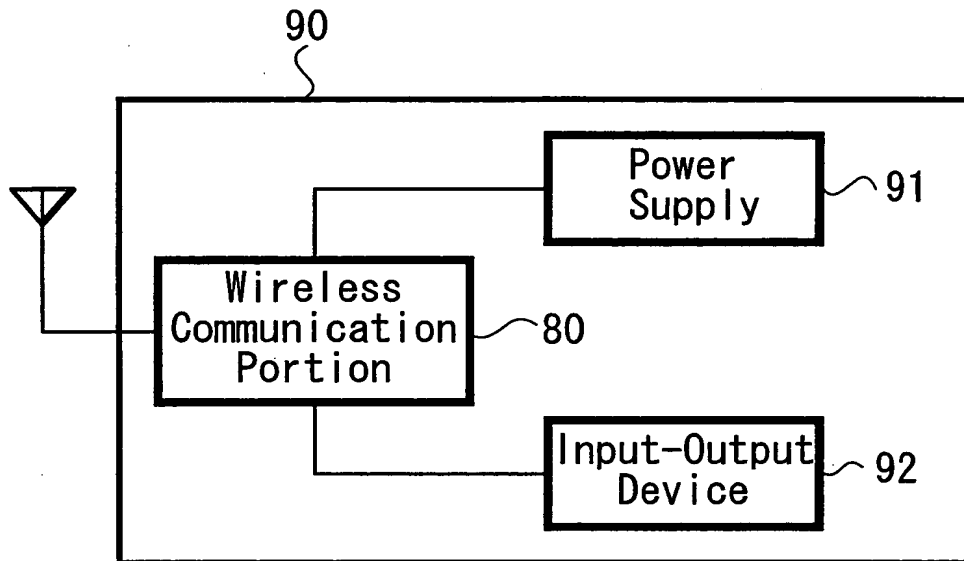 90
Power
Supply
91
Wireless
Communication
Portion
80
Input-Output
Device
92